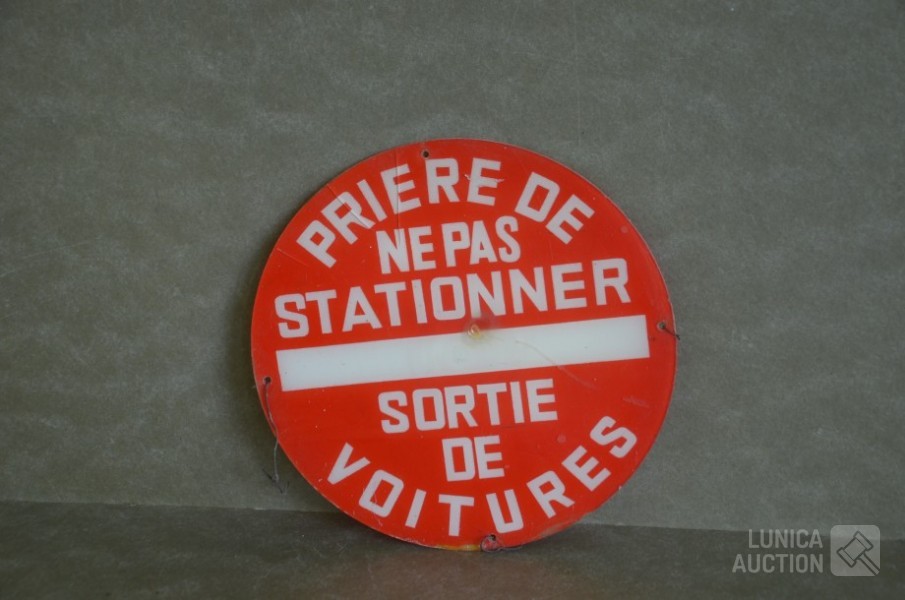 PRIERE DE
NE PAS
STATIONNER
SORTIE
DE
VOITURES
LUNICA
AUCTION